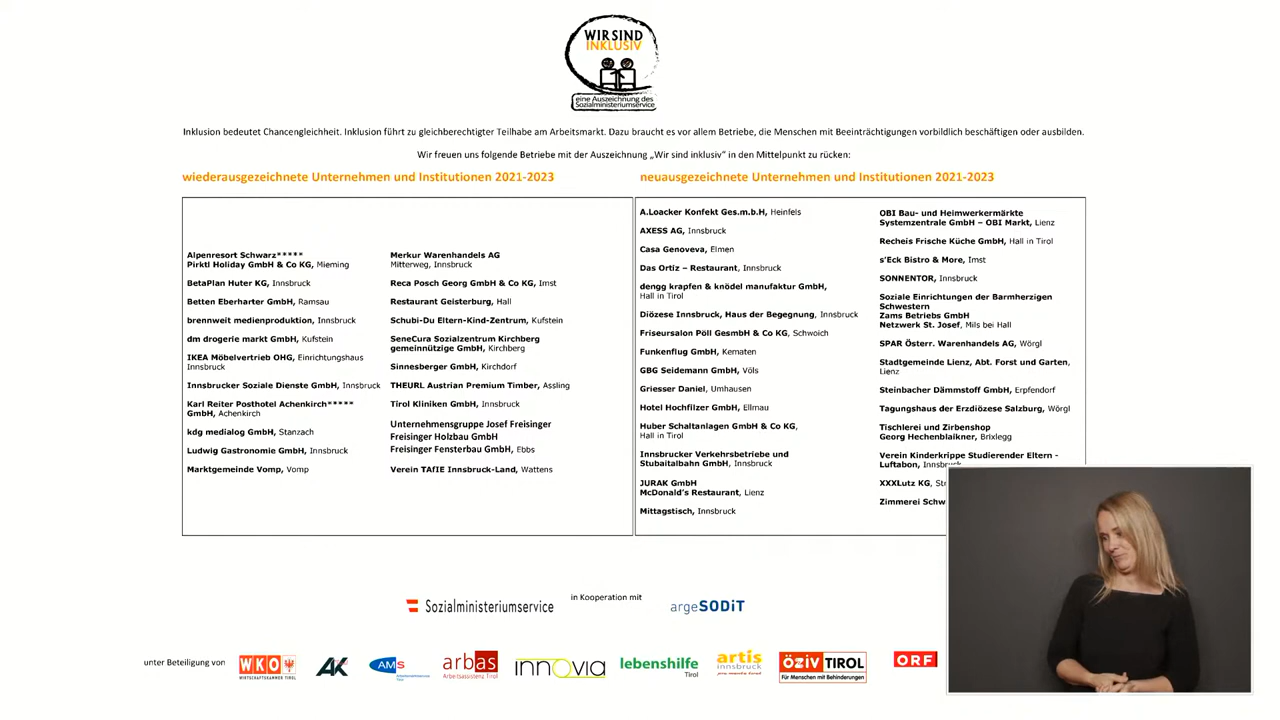 WIR SIND
INKLUSIV
eine Auszeichnung des
Sozialministeriumservice
Inklusion bedeutet Chancengleichheit. Inklusion führt zu gleichberechtigter Teilhabe am Arbeitsmarkt. Dazu braucht es vor allem Betriebe, die Menschen mit Beeinträchtigungen vorbildlich beschäftigen oder ausbilden.
Wir freuen uns folgende Betriebe mit der Auszeichnung „Wir sind inklusiv“ in den Mittelpunkt zu rücken:
wiederausgezeichnete Unternehmen und Institutionen 2021-2023
Alpenresort Schwarz*****
Pirktl Holiday GmbH & Co KG, Mieming
BetaPlan Huter KG, Innsbruck
Betten Eberharter GmbH, Ramsau
brennweit medienproduktion, Innsbruck
dm drogerie markt GmbH, Kufstein
IKEA Möbelvertrieb OHG, Einrichtungshaus
Innsbruck
Innsbrucker Soziale Dienste GmbH, Innsbruck
Karl Reiter Posthotel Achenkirch*****
GmbH, Achenkirch
kdg medialog GmbH, Stanzach
Ludwig Gastronomie GmbH, Innsbruck
Marktgemeinde Vomp, Vomp
Merkur Warenhandels AG
Mitterweg, Innsbruck
Reca Posch Georg GmbH & Co KG, Imst
Restaurant Geisterburg, Hall
Schubi-Du Eltern-Kind-Zentrum, Kufstein
SeneCura Sozialzentrum Kirchberg
gemeinnützige GmbH, Kirchberg
Sinnesberger GmbH, Kirchdorf
THEURL Austrian Premium Timber, Assling
Tirol Kliniken GmbH, Innsbruck
Unternehmensgruppe Josef Freisinger
Freisinger Holzbau GmbH
Freisinger Fensterbau GmbH, Ebbs
Verein TAfIE Innsbruck-Land, Wattens
neuausgezeichnete Unternehmen und Institutionen 2021-2023
A.Loacker Konfekt Ges.m.b.H, Heinfels
AXESS AG, Innsbruck
Casa Genoveva, Elmen
Das Ortiz – Restaurant, Innsbruck
dengg krapfen & knödel manufaktur GmbH,
Hall in Tirol
Diözese Innsbruck, Haus der Begegnung, Innsbruck
Friseursalon Pöll GesmbH & Co KG, Schwoich
Funkenflug GmbH, Kematen
GBG Seidemann GmbH, Völs
Griesser Daniel, Umhausen
Hotel Hochfilzer GmbH, Ellmau
Huber Schaltanlagen GmbH & Co KG,
Hall in Tirol
Innsbrucker Verkehrsbetriebe und
Stubaitalbahn GmbH, Innsbruck
JURAK GmbH
McDonald's Restaurant, Lienz
Mittagstisch, Innsbruck
OBI Bau- und Heimwerkermärkte
Systemzentrale GmbH – OBI Markt, Lienz
Recheis Frische Küche GmbH, Hall in Tirol
s'Eck Bistro & More, Imst
SONNENTOR, Innsbruck
Soziale Einrichtungen der Barmherzigen
Schwestern
Zams Betriebs GmbH
Netzwerk St. Josef, Mils bei Hall
SPAR Österr. Warenhandels AG, Wörgl
Stadtgemeinde Lienz, Abt. Forst und Garten,
Lienz
Steinbacher Dämmstoff GmbH, Erpfendorf
Tagungshaus der Erzdiözese Salzburg, Wörgl
Tischlerei und Zirbenshop
Georg Hechenblaikner, Brixlegg
Verein Kinderkrippe Studierender Eltern -
Luftabon, Innsbruck
XXXLutz KG,
Zimmerei
Sozialministeriumservice
in Kooperation mit
argeSODiT
unter Beteiligung von
WKO
WIRTSCHAFTSKAMMER TIROL
AK
AMS
arbas
Arbeitsassistenz Tirol
innovia
lebenshilfe
Tirol
artis
innsbruck
pro mente tirol
ÖZIV TIROL
Für Menschen mit Behinderungen
ORF